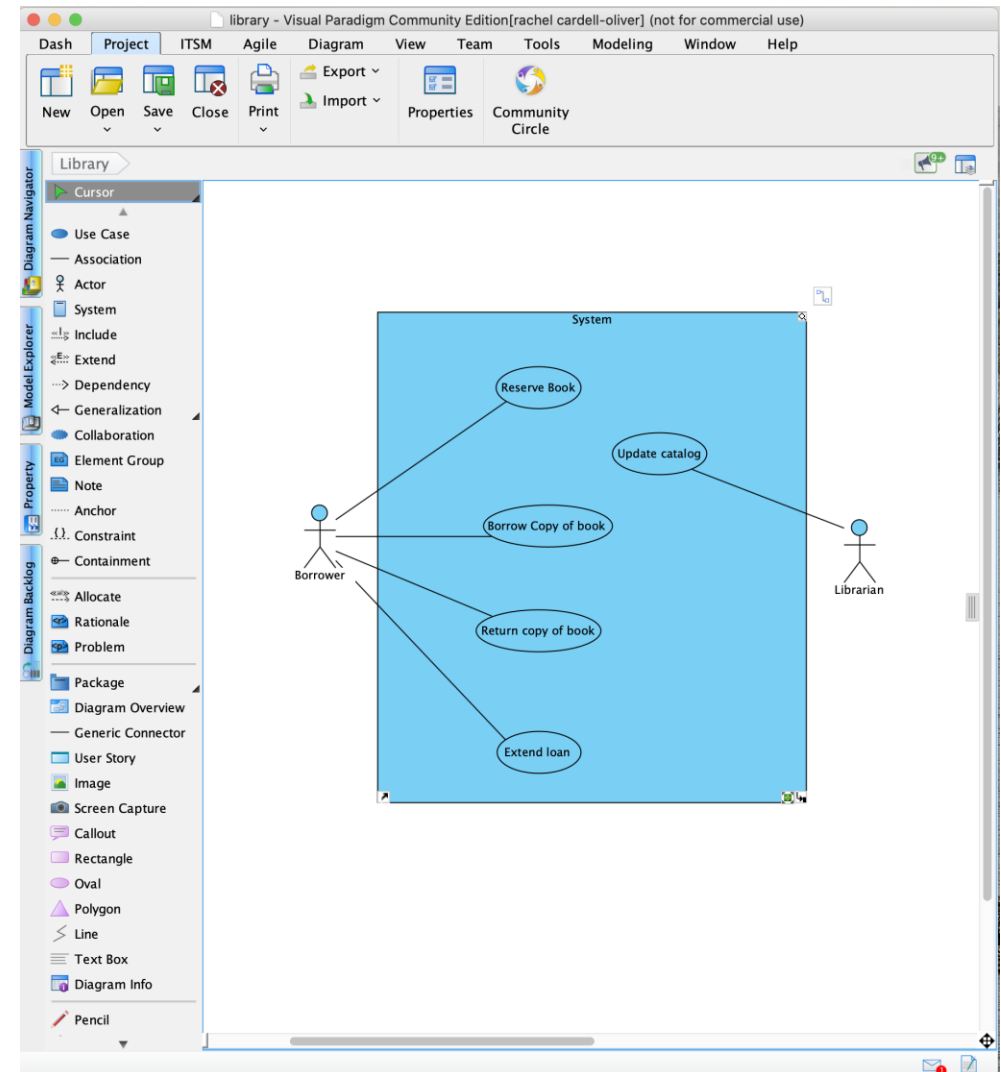 library - Visual Paradigm Community Edition[rachel cardell-oliver] (not for commercial use)
Dash Project ITSM Agile Diagram View Team Tools Modeling Window Help
Export
Import
New Open Save Close Print Properties Community
Circle
Library
9+
Diagram Navigator
Model Explorer
Property
Diagram Backlog
Cursor
Use Case
Association
Actor
System
Include
Extend
Dependency
Generalization
Collaboration
EG Element Group
Note
Anchor
{} Constraint
Containment
Allocate
Rationale
Problem
Package
Diagram Overview
Generic Connector
User Story
Image
Screen Capture
Callout
Rectangle
Oval
Polygon
Line
Text Box
Diagram Info
Pencil
System
Reserve Book
Update catalog
Borrow Copy of book
Borrower
Librarian
Return copy of book
Extend loan